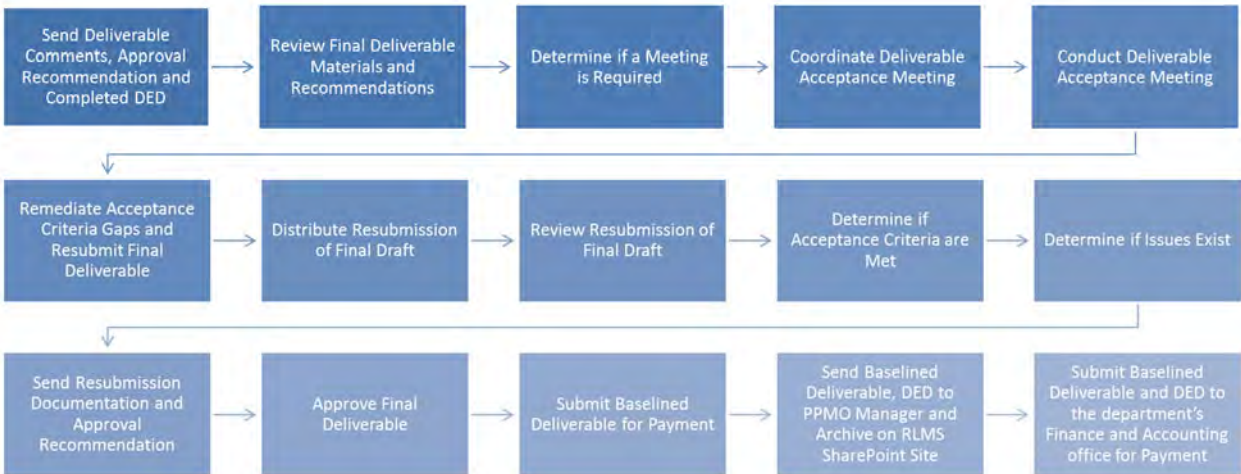 Send Deliverable
Comments, Approval
Recommendation and
Completed DED
Review Final Deliverable
Materials and
Recommendations
Determine if a Meeting
is Required
Coordinate Deliverable
Acceptance Meeting
Conduct Deliverable
Acceptance Meeting
Remediate Acceptance
Criteria Gaps and
Resubmit Final
Deliverable
Distribute Resubmission
of Final Draft
Review Resubmission of
Final Draft
Determine if
Acceptance Criteria are
Met
Determine if Issues Exist
Send Resubmission
Documentation and
Approval
Recommendation
Approve Final
Deliverable
Submit Baselined
Deliverable for Payment
Send Baselined
Deliverable, DED to
PPMO Manager and
Archive on RLMS
SharePoint Site
Submit Baselined
Deliverable and DED to
the department's
Finance and Accounting
office for Payment